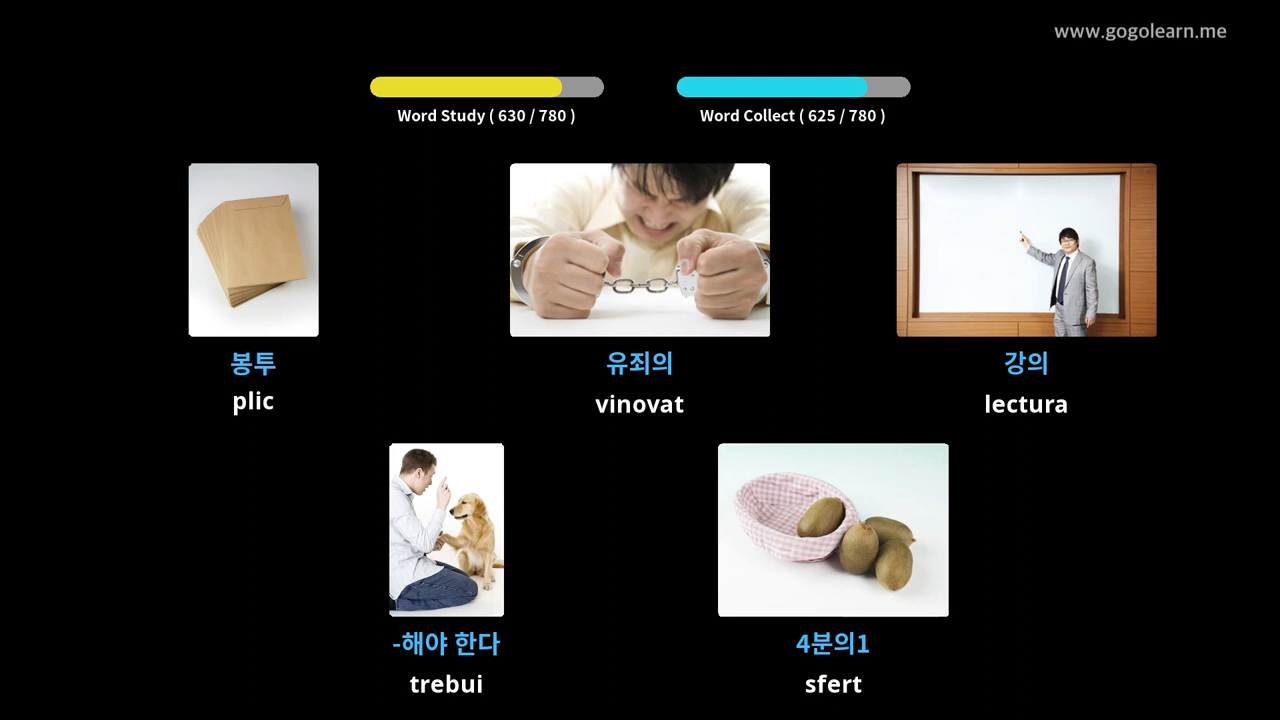 www.gogolearn.me
Word Study ( 630 / 780 )
Word Collect ( 625 / 780 )
봉투
plic
유죄의
vinovat
강의
lectura
-해야 한다
trebui
4분의1
sfert